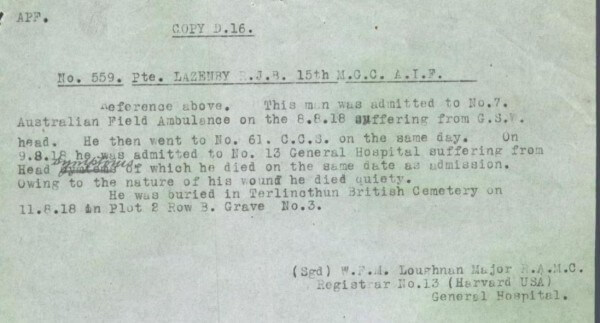 APP.
COPY D.16.
No. 559. Pte. LAZENBY R.J.B. 15th M.G.C. A.I.F.
Reference above. This man was admitted to No.7.
Australian Field Ambulance on the 8.8.18 suffering from G.S.W.
head. He then went to No. 61. C.C.S. on the same day. On
9.8.18 he was admitted to No. 13 General Hospital suffering from
Head symptoms of which he died on the same date as admission.
Owing to the nature of his wound he died quiety.
He was buried in Terlincthun British Cemetery on
11.8.18 in Plot 2 Row B. Grave No.3.
(Sgd) W.F.M. Loughnan Major R.A.M.C.
Registrar No.13 (Harvard USA)
General Hospital.